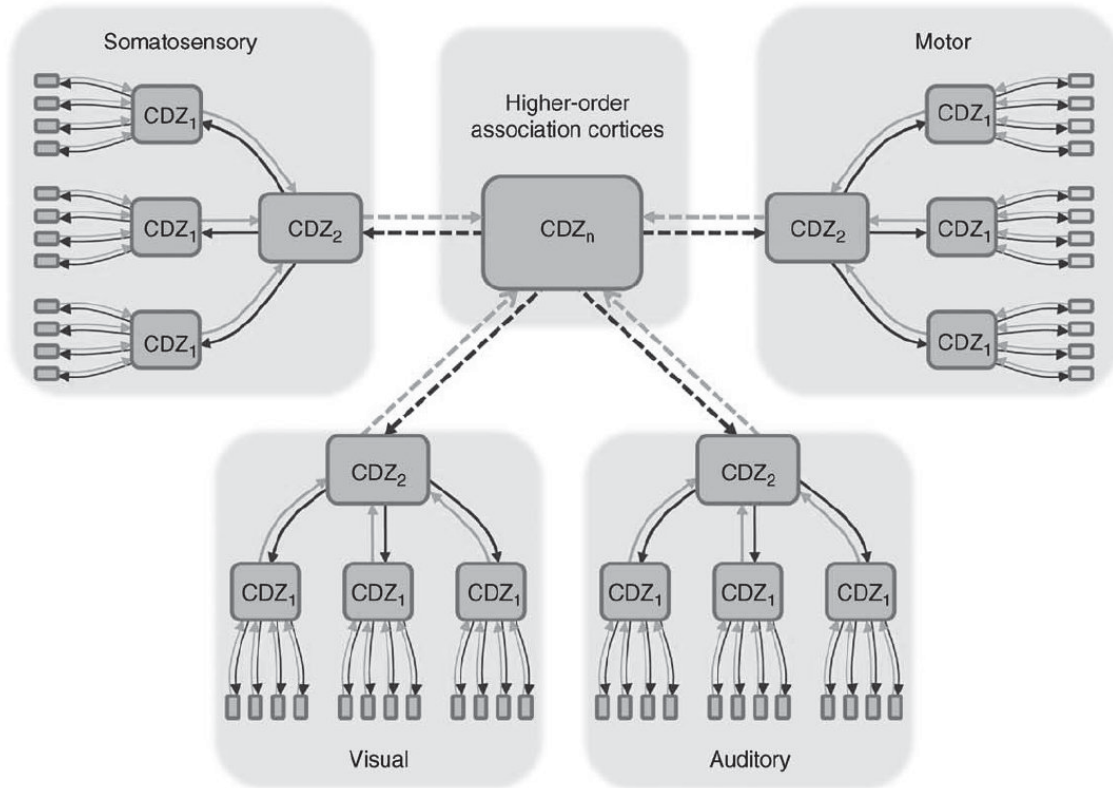 Somatosensory
CDZ₁
CDZ₁
CDZ₁
CDZ₂
Higher-order
association cortices
CDZₙ
Motor
CDZ₁
CDZ₂
CDZ₁
CDZ₁
CDZ₂
CDZ₁
CDZ₁
CDZ₁
Visual
CDZ₂
CDZ₁
CDZ₁
CDZ₁
Auditory